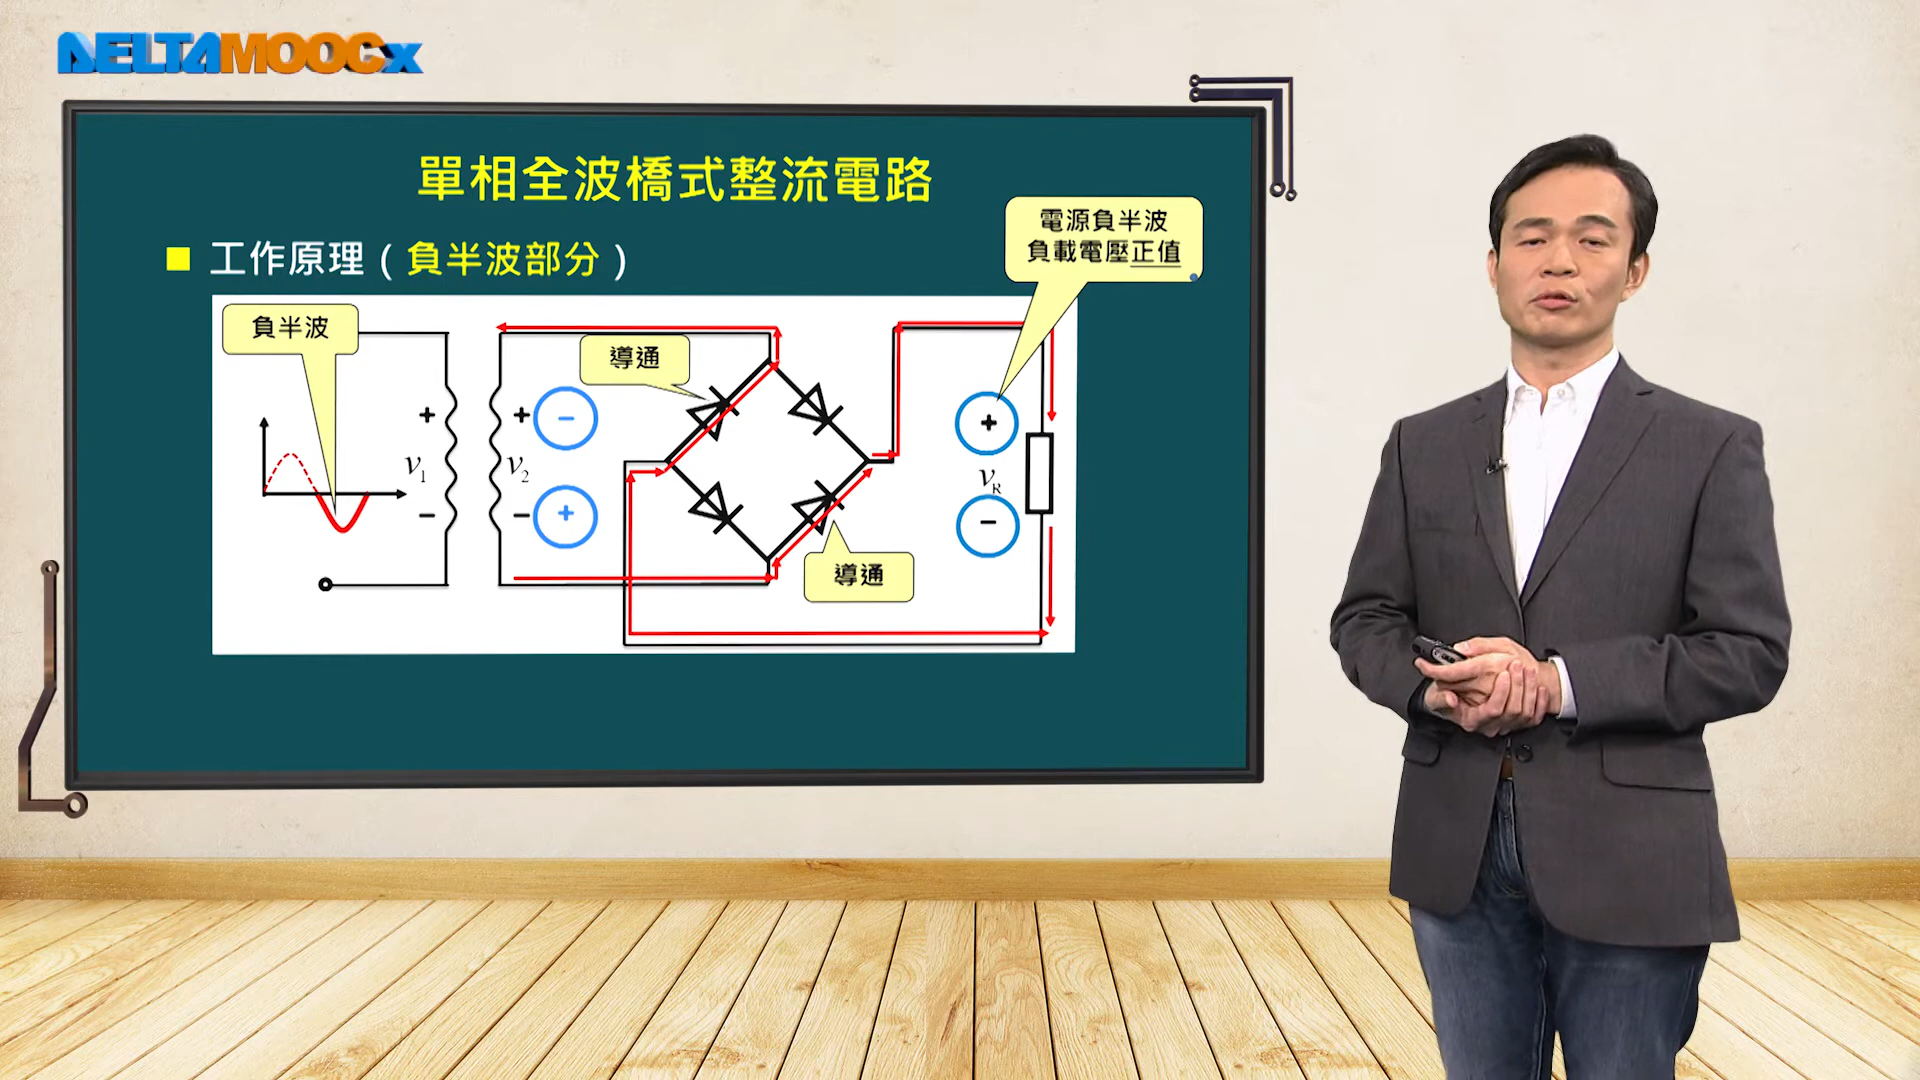 DELTAMOOCx
單相全波橋式整流電路
工作原理(負半波部分)
電源負半波
負載電壓正值
負半波
導通
+ + − +
v1 v2 vR
− − + −
導通